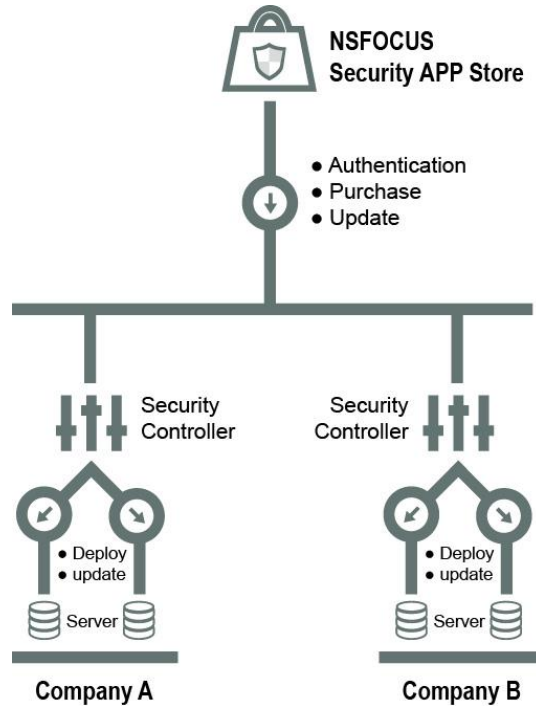 NSFOCUS
Security APP Store
● Authentication
● Purchase
● Update
Security
Controller
● Deploy
● update
Server
Company A
Security
Controller
● Deploy
● update
Server
Company B